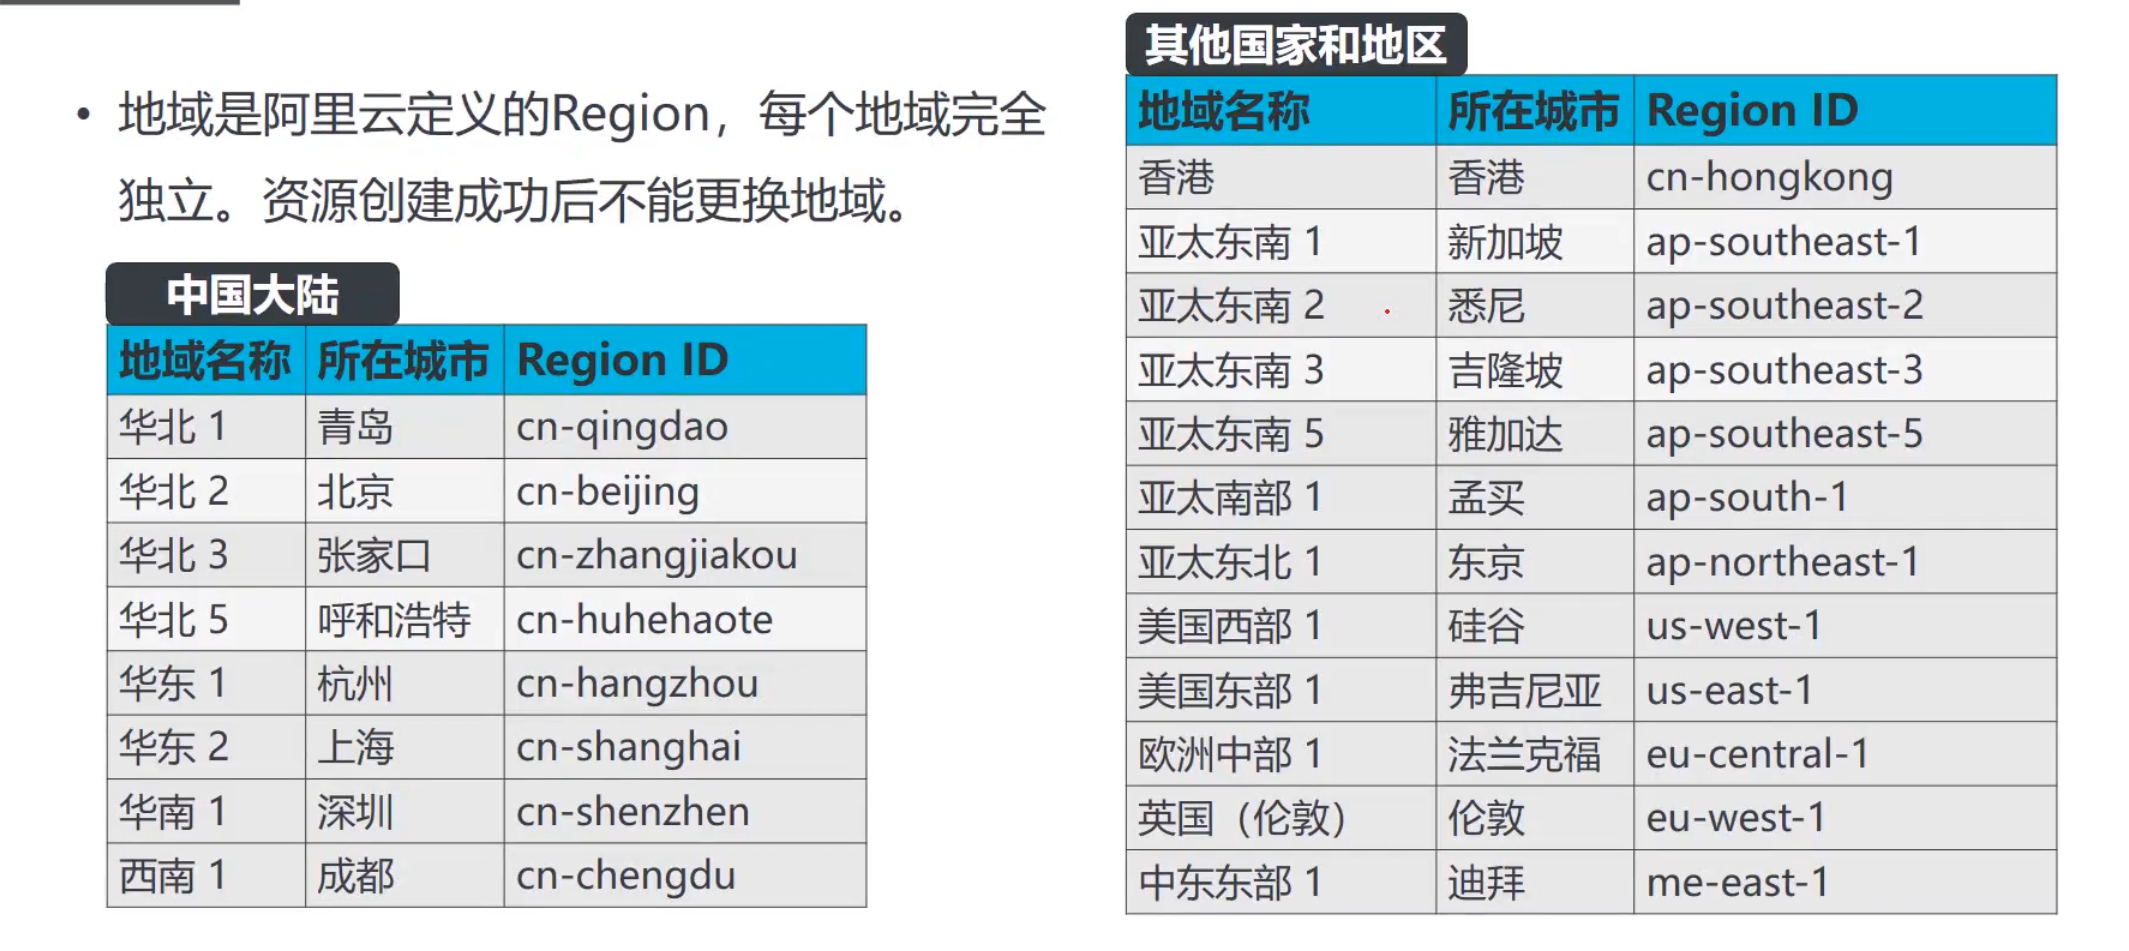 • 地域是阿里云定义的Region，每个地域完全
独立。资源创建成功后不能更换地域。
中国大陆
地域名称 所在城市 Region ID
华北 1 青岛 cn-qingdao
华北 2 北京 cn-beijing
华北 3 张家口 cn-zhangjiakou
华北 5 呼和浩特 cn-huhehaote
华东 1 杭州 cn-hangzhou
华东 2 上海 cn-shanghai
华南 1 深圳 cn-shenzhen
西南 1 成都 cn-chengdu
其他国家和地区
地域名称 所在城市 Region ID
香港 香港 cn-hongkong
亚太东南 1 新加坡 ap-southeast-1
亚太东南 2 悉尼 ap-southeast-2
亚太东南 3 吉隆坡 ap-southeast-3
亚太东南 5 雅加达 ap-southeast-5
亚太南部 1 孟买 ap-south-1
亚太东北 1 东京 ap-northeast-1
美国西部 1 硅谷 us-west-1
美国东部 1 弗吉尼亚 us-east-1
欧洲中部 1 法兰克福 eu-central-1
英国（伦敦） 伦敦 eu-west-1
中东东部 1 迪拜 me-east-1